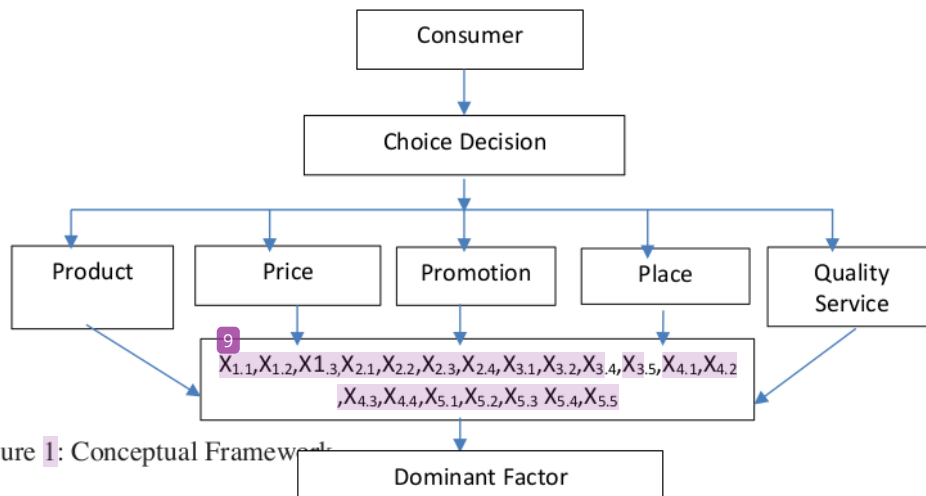 Consumer
Choice Decision
Product Price Promotion Place Quality
Service
9
X1.1,X1.2,X1.3,X2.1,X2.2,X2.3,X2.4,X3.1,X3.2,X3.4,X3.5,X4.1,X4.2
,X4.3,X4.4,X5.1,X5.2,X5.3 X5.4,X5.5
ure 1: Conceptual Framework
Dominant Factor